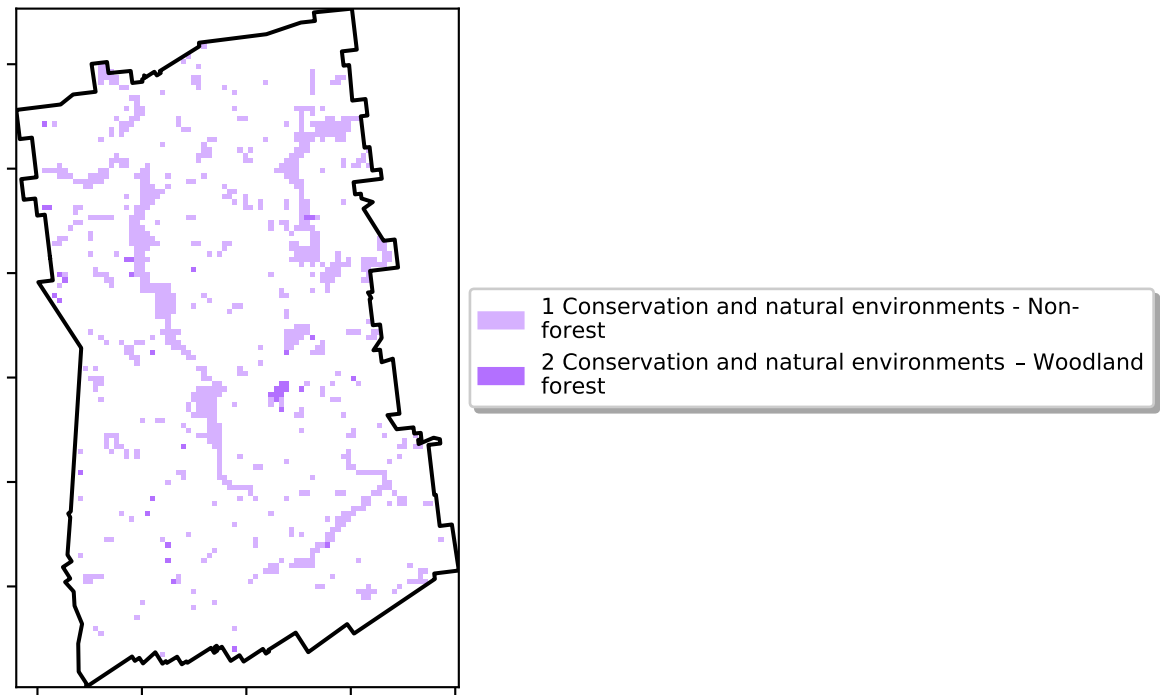 1 Conservation and natural environments - Non-
forest
2 Conservation and natural environments – Woodland
forest